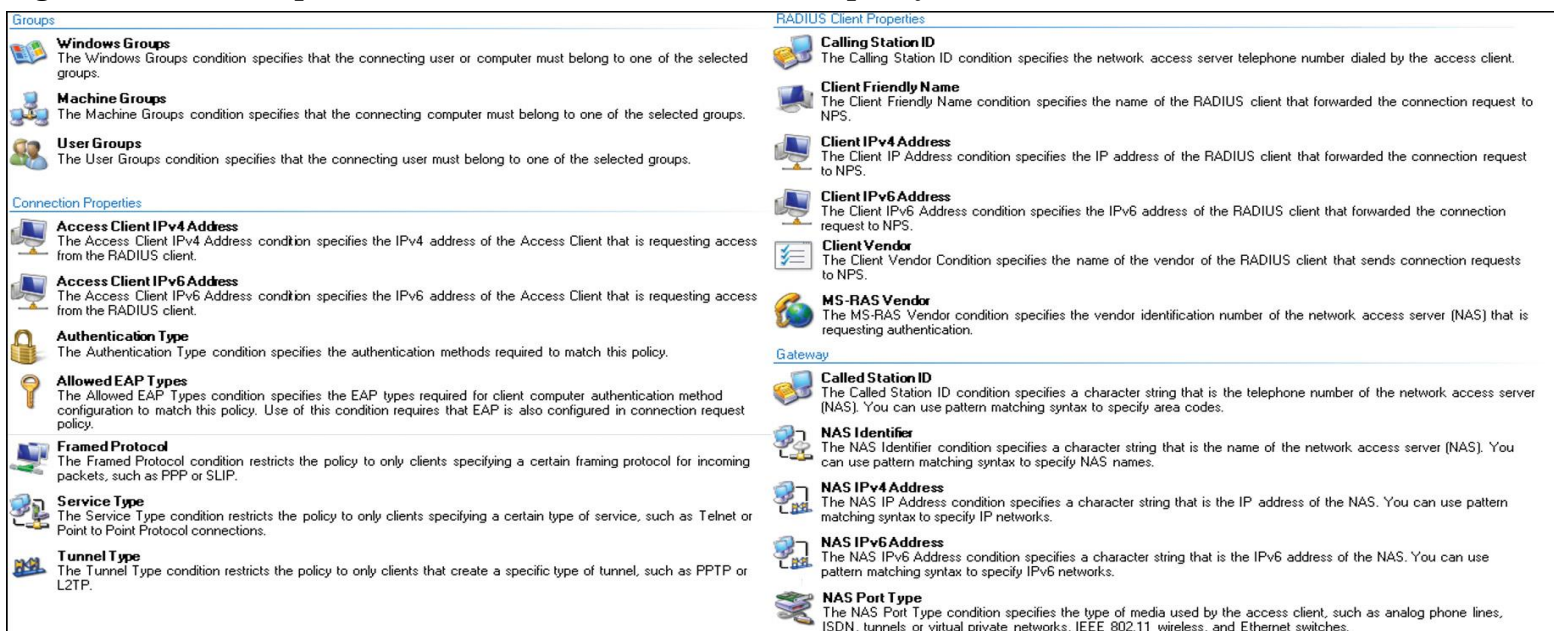 Groups
Windows Groups
The Windows Groups condition specifies that the connecting user or computer must belong to one of the selected
groups.
Machine Groups
The Machine Groups condition specifies that the connecting computer must belong to one of the selected groups.
User Groups
The User Groups condition specifies that the connecting user must belong to one of the selected groups.
Connection Properties
Access Client IPv4 Address
The Access Client IPv4 Address condition specifies the IPv4 address of the Access Client that is requesting access
from the RADIUS client.
Access Client IPv6 Address
The Access Client IPv6 Address condition specifies the IPv6 address of the Access Client that is requesting access
from the RADIUS client.
Authentication Type
The Authentication Type condition specifies the authentication methods required to match this policy.
Allowed EAP Types
The Allowed EAP Types condition specifies the EAP types required for client computer authentication method
configuration to match this policy. Use of this condition requires that EAP is also configured in connection request
policy.
Framed Protocol
The Framed Protocol condition restricts the policy to only clients specifying a certain framing protocol for incoming
packets, such as PPP or SLIP.
Service Type
The Service Type condition restricts the policy to only clients specifying a certain type of service, such as Telnet or
Point to Point Protocol connections.
Tunnel Type
The Tunnel Type condition restricts the policy to only clients that create a specific type of tunnel, such as PPTP or
L2TP.
RADIUS Client Properties
Calling Station ID
The Calling Station ID condition specifies the network access server telephone number dialed by the access client.
Client Friendly Name
The Client Friendly Name condition specifies the name of the RADIUS client that forwarded the connection request to
NPS.
Client IPv4 Address
The Client IP Address condition specifies the IP address of the RADIUS client that forwarded the connection request
to NPS.
Client IPv6 Address
The Client IPv6 Address condition specifies the IPv6 address of the RADIUS client that forwarded the connection
request to NPS.
Client Vendor
The Client Vendor Condition specifies the name of the vendor of the RADIUS client that sends connection requests
to NPS.
MS-RAS Vendor
The MS-RAS Vendor condition specifies the vendor identification number of the network access server (NAS) that is
requesting authentication.
Gateway
Called Station ID
The Called Station ID condition specifies a character string that is the telephone number of the network access server
(NAS). You can use pattern matching syntax to specify area codes.
NAS Identifier
The NAS Identifier condition specifies a character string that is the name of the network access server (NAS). You
can use pattern matching syntax to specify NAS names.
NAS IPv4 Address
The NAS IP Address condition specifies a character string that is the IP address of the NAS. You can use pattern
matching syntax to specify IP networks.
NAS IPv6 Address
The NAS IPv6 Address condition specifies a character string that is the IPv6 address of the NAS. You can use
pattern matching syntax to specify IPv6 networks.
NAS Port Type
The NAS Port Type condition specifies the type of media used by the access client, such as analog phone lines,
ISDN, tunnels or virtual private networks, IEEE 802.11 wireless, and Ethernet switches.